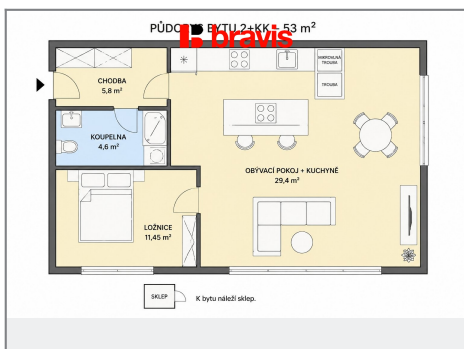 PŮDORYS BYTU 2+KK - 53 m²
bravis
MIKROVLNÁ
TROUBA
TROUBA
CHODBA
5,8 m²
KOUPELNA
4,6 m²
OBÝVACÍ POKOJ + KUCHYNĚ
29,4 m²
LOŽNICE
11,45 m²
SKLEP
K bytu náleží sklep.